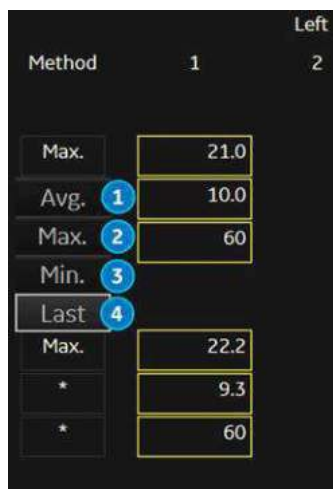 Left
Method 1 2
Max. 21.0
Avg. 1 10.0
Max. 2 60
Min. 3
Last 4
Max. 22.2
* 9.3
* 60